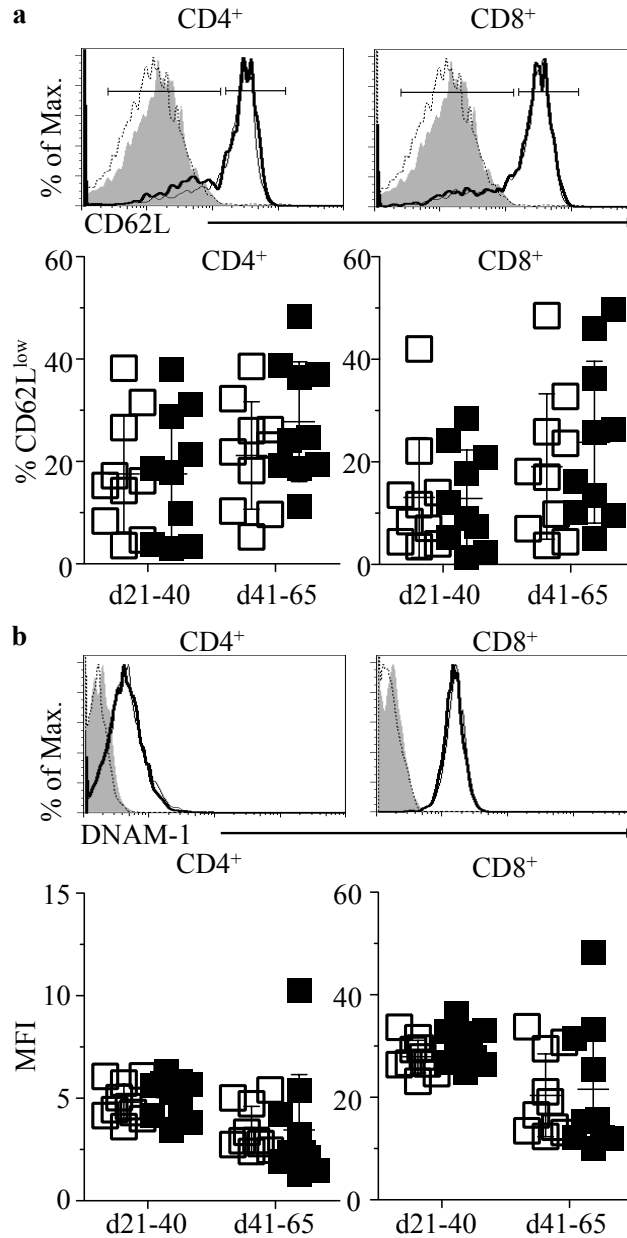 a
CD4⁺ CD8⁺
% of Max.
CD62L
CD4⁺ CD8⁺
% CD62Llow
60 60
40 40
20 20
0 0
d21-40 d41-65 d21-40 d41-65
b
CD4⁺ CD8⁺
% of Max.
DNAM-1
CD4⁺ CD8⁺
MFI
15 60
10 40
5 20
0 0
d21-40 d41-65 d21-40 d41-65